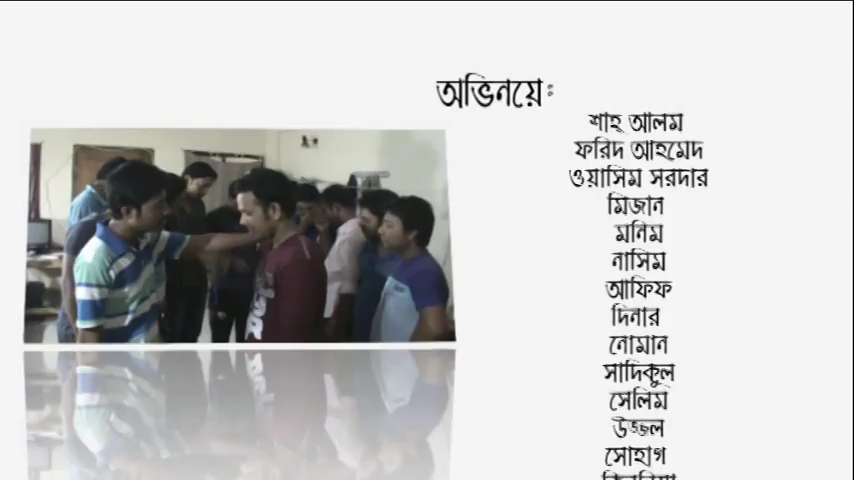 অভিনয়েঃ
শাহ্ আলম
ফরিদ আহমেদ
ওয়াসিম সরদার
মিজান
মনিম
নাসিম
আফিফ
দিনার
নোমান
সাদিকুল
সেলিম
উজ্জল
সোহাগ